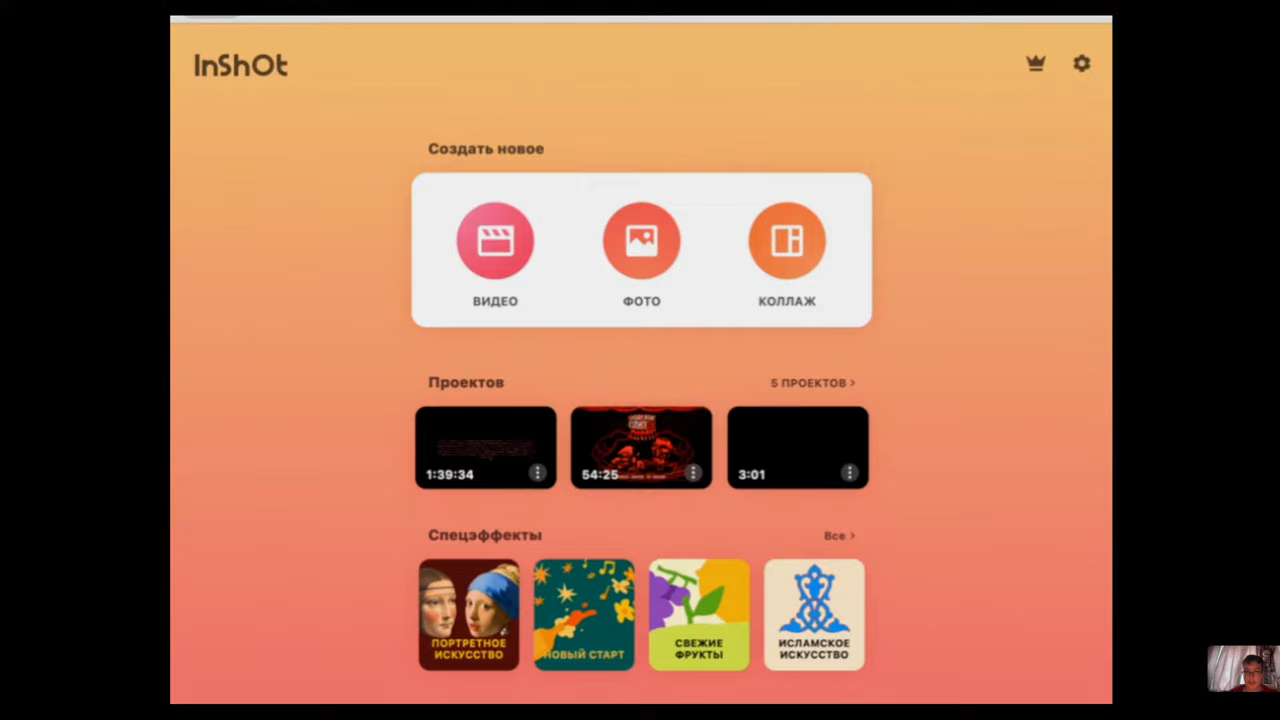 InShOt
Создать новое
ВИДЕО
ФОТО
КОЛЛАЖ
Проектов
5 ПРОЕКТОВ >
1:39:34
54:25
3:01
Спецэффекты
Все >
ПОРТРЕТНОЕ
ИСКУССТВО
НОВЫЙ СТАРТ
СВЕЖИЕ
ФРУКТЫ
ИСЛАМСКОЕ
ИСКУССТВО